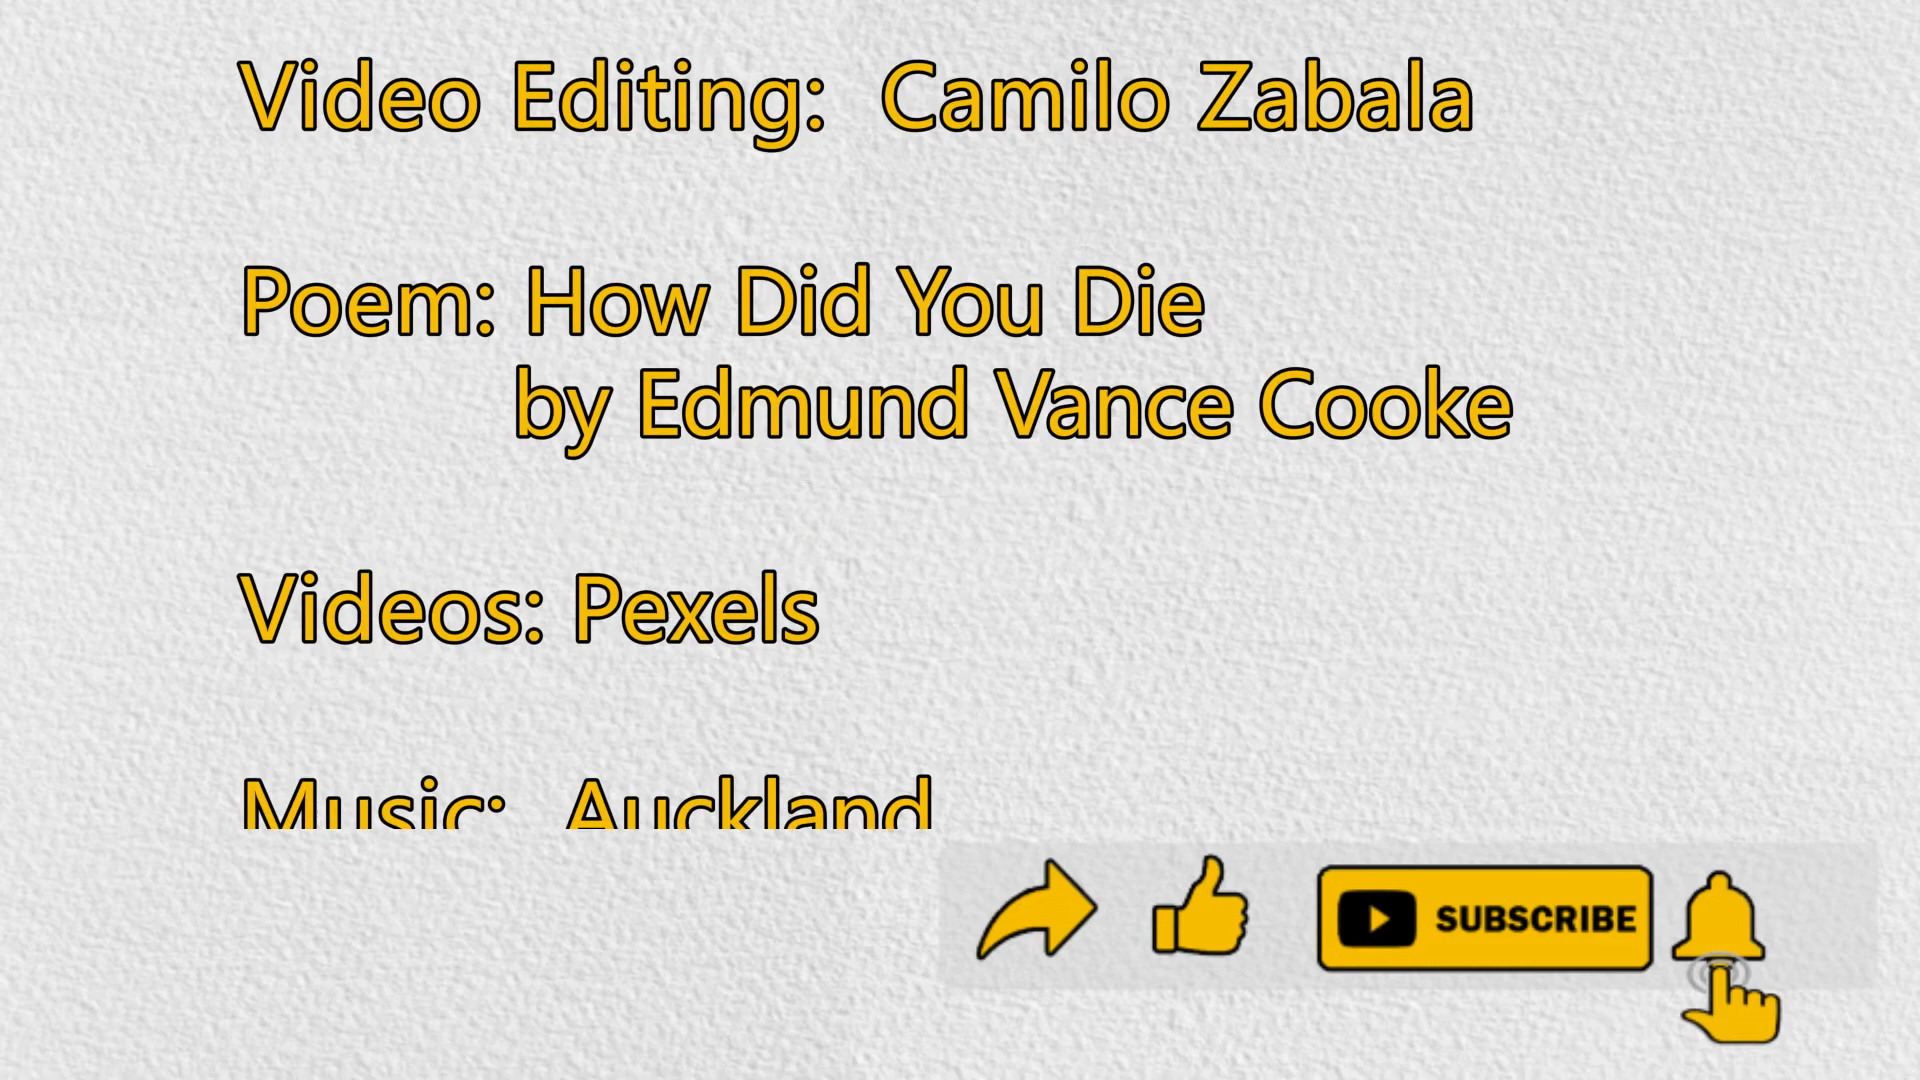 Video Editing:  Camilo Zabala
Poem: How Did You Die
by Edmund Vance Cooke
Videos: Pexels
Music:  Auckland
SUBSCRIBE